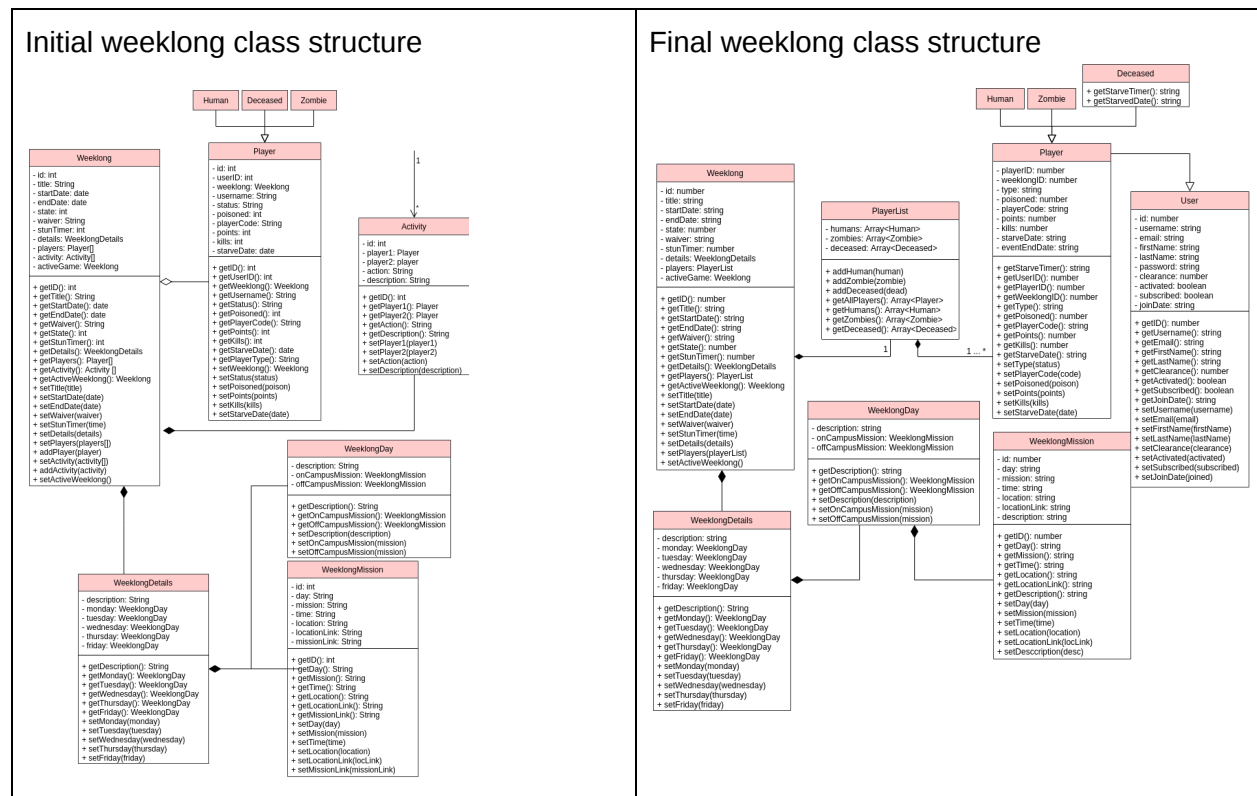 Initial weeklong class structure
Human
Deceased
Zombie
Weeklong
- id: int
- title: String
- startDate: date
- endDate: date
- state: int
- waiver: String
- stunTimer: int
- details: WeeklongDetails
- players: Player[]
- activity: Activity[]
- activeGame: Weeklong
+ getID(): int
+ getTitle(): String
+ getStartDate(): date
+ getEndDate(): date
+ getWaiver(): String
+ getState(): int
+ getStunTimer(): int
+ getDetails(): WeeklongDetails
+ getPlayers(): Player[]
+ getActivity(): Activity []
+ getActiveWeeklong(): Weeklong
+ setTitle(title)
+ setStartDate(date)
+ setEndDate(date)
+ setWaiver(waiver)
+ setStunTimer(time)
+ setDetails(details)
+ setPlayers(players[])
+ addPlayer(player)
+ setActivity(activity[])
+ addActivity(activity)
+ setActiveWeeklong()
Player
- id: int
- userID: int
- weeklong: Weeklong
- username: String
- status: String
- poisoned: int
- playerCode: String
- points: int
- kills: int
- starveDate: date
+ getID(): int
+ getUserID(): int
+ getWeeklong(): Weeklong
+ getUsername(): String
+ getStatus(): String
+ getPoisoned(): int
+ getPlayerCode(): String
+ getPoints(): int
+ getKills(): int
+ getStarveDate(): date
+ getPlayerType(): String
+ setWeeklong(): Weeklong
+ setStatus(status)
+ setPoisoned(poison)
+ setPoints(points)
+ setKills(kills)
+ setStarveDate(date)
1
*
Activity
- id: int
- player1: Player
- player2: player
- action: String
- description: String
+ getID(): int
+ getPlayer1(): Player
+ getPlayer2(): Player
+ getAction(): String
+ getDescription(): String
+ setPlayer1(player1)
+ setPlayer2(player2)
+ setAction(action)
+ setDescription(description)
WeeklongDay
- description: String
- onCampusMission: WeeklongMission
- offCampusMission: WeeklongMission
+ getDescription(): String
+ getOnCampusMission(): WeeklongMission
+ getOffCampusMission(): WeeklongMission
+ setDescription(description)
+ setOnCampusMission(mission)
+ setOffCampusMission(mission)
WeeklongDetails
- description: String
- monday: WeeklongDay
- tuesday: WeeklongDay
- wednesday: WeeklongDay
- thursday: WeeklongDay
- friday: WeeklongDay
+ getDescription(): String
+ getMonday(): WeeklongDay
+ getTuesday(): WeeklongDay
+ getWednesday(): WeeklongDay
+ getThursday(): WeeklongDay
+ getFriday(): WeeklongDay
+ setMonday(monday)
+ setTuesday(tuesday)
+ setWednesday(wednesday)
+ setThursday(thursday)
+ setFriday(friday)
WeeklongMission
- id: int
- day: String
- mission: String
- time: String
- location: String
- locationLink: String
- missionLink: String
+ getID(): int
+ getDay(): String
+ getMission(): String
+ getTime(): String
+ getLocation(): String
+ getLocationLink(): String
+ getMissionLink(): String
+ setDay(day)
+ setMission(mission)
+ setTime(time)
+ setLocation(location)
+ setLocationLink(locLink)
+ setMissionLink(missionLink)
Final weeklong class structure
Human
Zombie
Deceased
+ getStarveTimer(): string
+ getStarvedDate(): string
Weeklong
- id: number
- title: string
- startDate: string
- endDate: string
- state: number
- waiver: string
- stunTimer: number
- details: WeeklongDetails
- players: PlayerList
- activeGame: Weeklong
+ getID(): number
+ getTitle(): String
+ getStartDate(): string
+ getEndDate(): string
+ getWaiver(): string
+ getState(): number
+ getStunTimer(): number
+ getDetails(): WeeklongDetails
+ getPlayers(): PlayerList
+ getActiveWeeklong(): Weeklong
+ setTitle(title)
+ setStartDate(date)
+ setEndDate(date)
+ setWaiver(waiver)
+ setStunTimer(time)
+ setDetails(details)
+ setPlayers(playerList)
+ setActiveWeeklong()
PlayerList
- humans: Array<Human>
- zombies: Array<Zombie>
- deceased: Array<Deceased>
+ addHuman(human)
+ addZombie(zombie)
+ addDeceased(dead)
+ getAllPlayers(): Array<Player>
+ getHumans(): Array<Human>
+ getZombies(): Array<Zombie>
+ getDeceased(): Array<Deceased>
1
1 ... *
Player
- playerID: number
- weeklongID: number
- type: string
- poisoned: number
- playerCode: string
- points: number
- kills: number
- starveDate: string
- eventEndDate: string
+ getStarveTimer(): string
+ getUserID(): number
+ getPlayerID(): number
+ getWeeklongID(): number
+ getType(): string
+ getPoisoned(): number
+ getPlayerCode(): string
+ getPoints(): number
+ getKills(): number
+ getStarveDate(): string
+ setType(status)
+ setPlayerCode(code)
+ setPoisoned(poison)
+ setPoints(points)
+ setKills(kills)
+ setStarveDate(date)
User
- id: number
- username: string
- email: string
- firstName: string
- lastName: string
- password: string
- clearance: number
- activated: boolean
- subscribed: boolean
- joinDate: string
+ getID(): number
+ getUsername(): string
+ getEmail(): string
+ getFirstName(): string
+ getLastName(): string
+ getClearance(): number
+ getActivated(): boolean
+ getSubscribed(): boolean
+ getJoinDate(): string
+ setUsername(username)
+ setEmail(email)
+ setFirstName(firstName)
+ setLastName(lastName)
+ setClearance(clearance)
+ setActivated(activated)
+ setSubscribed(subscribed)
+ setJoinDate(joined)
WeeklongDay
- description: string
- onCampusMission: WeeklongMission
- offCampusMission: WeeklongMission
+ getDescription(): string
+ getOnCampusMission(): WeeklongMission
+ getOffCampusMission(): WeeklongMission
+ setDescription(description)
+ setOnCampusMission(mission)
+ setOffCampusMission(mission)
WeeklongMission
- id: number
- day: string
- mission: string
- time: string
- location: string
- locationLink: string
- description: string
+ getID(): number
+ getDay(): string
+ getMission(): string
+ getTime(): string
+ getLocation(): string
+ getLocationLink(): string
+ getDescription(): string
+ setDay(day)
+ setMission(mission)
+ setTime(time)
+ setLocation(location)
+ setLocationLink(locLink)
+ setDesccription(desc)
WeeklongDetails
- description: string
- monday: WeeklongDay
- tuesday: WeeklongDay
- wednesday: WeeklongDay
- thursday: WeeklongDay
- friday: WeeklongDay
+ getDescription(): String
+ getMonday(): WeeklongDay
+ getTuesday(): WeeklongDay
+ getWednesday(): WeeklongDay
+ getThursday(): WeeklongDay
+ getFriday(): WeeklongDay
+ setMonday(monday)
+ setTuesday(tuesday)
+ setWednesday(wednesday)
+ setThursday(thursday)
+ setFriday(friday)